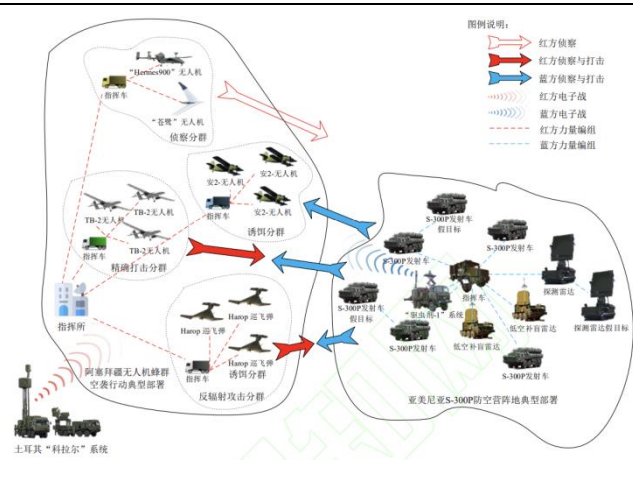 图例说明：
红方侦察
红方侦察与打击
蓝方侦察与打击
红方电子战
蓝方电子战
红方力量编组
蓝方力量编组
“Hermes900”无人机
指挥车
“苍鹭”无人机
侦察分群
安2-无人机
安2-无人机
安2-无人机
指挥车
诱饵分群
TB-2无人机
TB-2无人机
TB-2无人机
指挥车
精确打击分群
指挥所
Harop 巡飞弹
Harop 巡飞弹
Harop 巡飞弹
指挥车
诱饵分群
反辐射攻击分群
阿塞拜疆无人机蜂群
空袭行动典型部署
土耳其“科拉尔”系统
S-300P发射车
假目标
S-300P发射车
S-300P发射车
指挥车
探测雷达
S-300P发射车
假目标
“驱虫剂-1”系统
低空补盲雷达
探测雷达假目标
S-300P发射车
低空补盲雷达
S-300P发射车
亚美尼亚S-300P防空营阵地典型部署